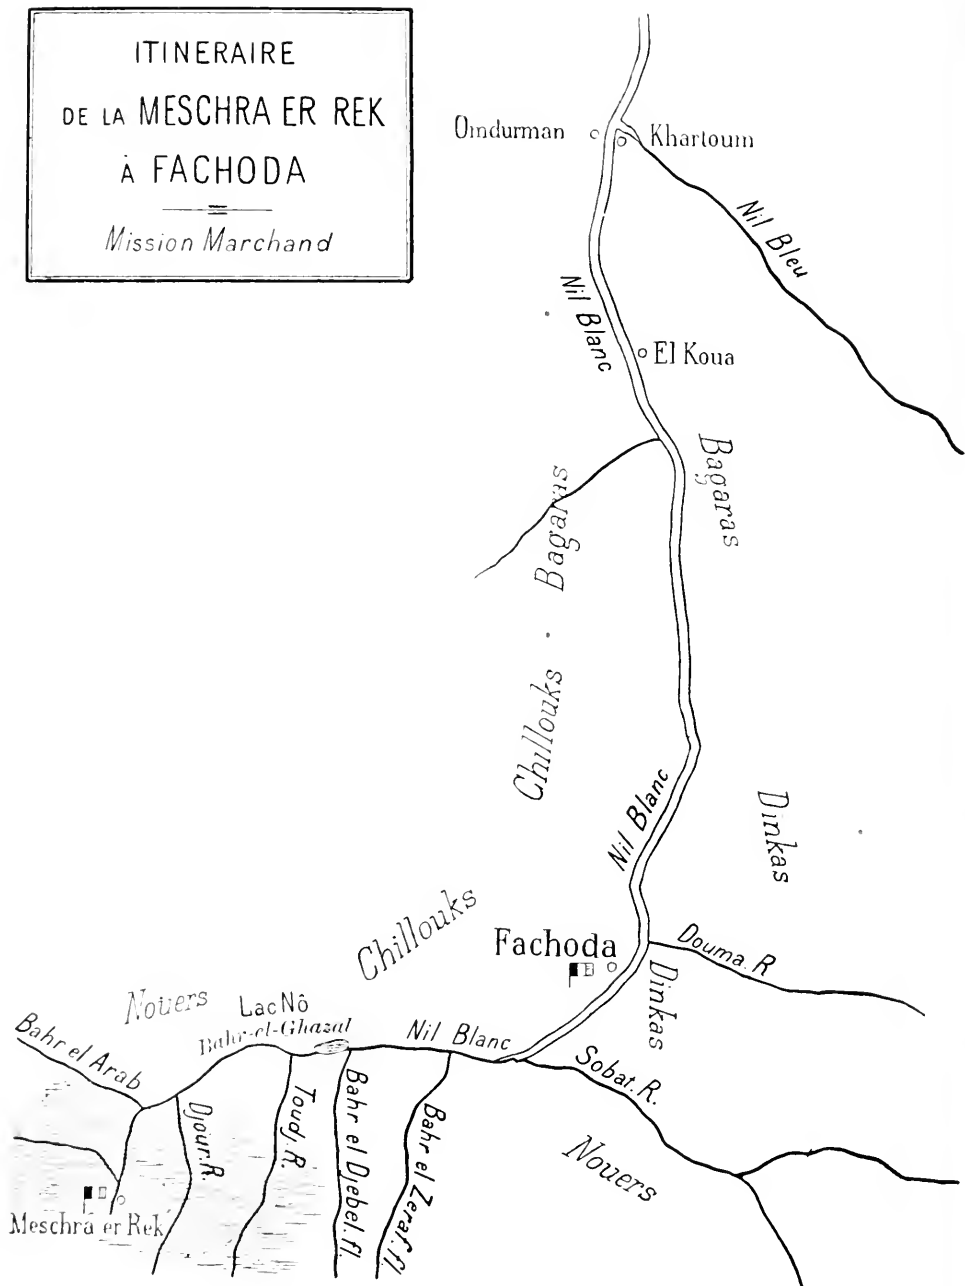 ITINERAIRE
DE LA MESCHRA ER REK
À FACHODA
Mission Marchand
Omdurman
Khartoum
Nil Bleu
Nil Blanc
El Koua
Bagaras
Bagaras
Chillouks
Nil Blanc
Dinkas
Chillouks
Fachoda
Douma. R
Dinkas
Nouers
Lac Nô
Bahr-el-Ghazal
Nil Blanc
Bahr el Arab
Sobat. R.
Djour. R.
Toudj. R.
Bahr el Djebel. fl.
Bahr el Zeraf. fl.
Nouers
Meschra er Rek